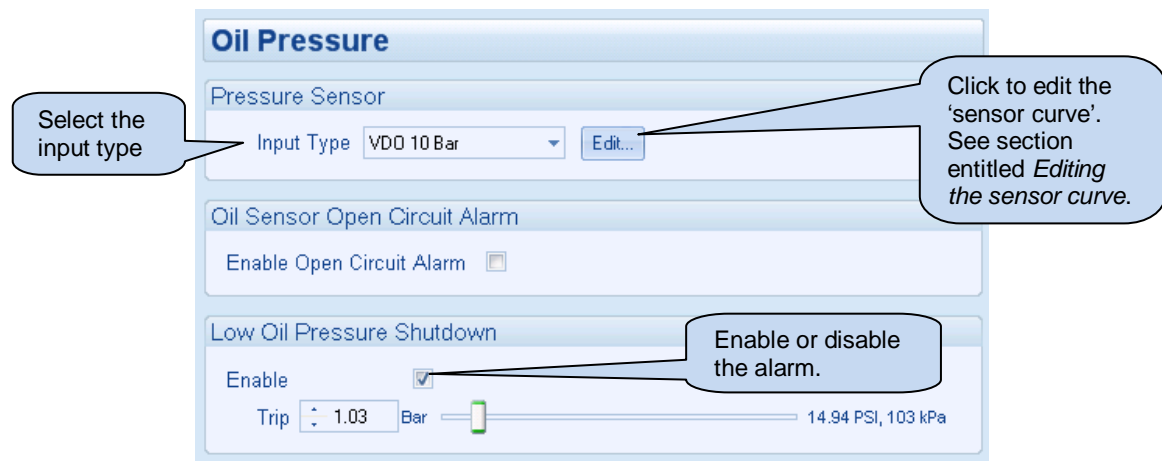 Oil Pressure
Pressure Sensor
Select the
input type
Input Type VDO 10 Bar Edit...
Click to edit the
‘sensor curve’.
See section
entitled Editing
the sensor curve.
Oil Sensor Open Circuit Alarm
Enable Open Circuit Alarm
Low Oil Pressure Shutdown
Enable or disable
the alarm.
Enable
Trip 1.03 Bar 14.94 PSI, 103 kPa